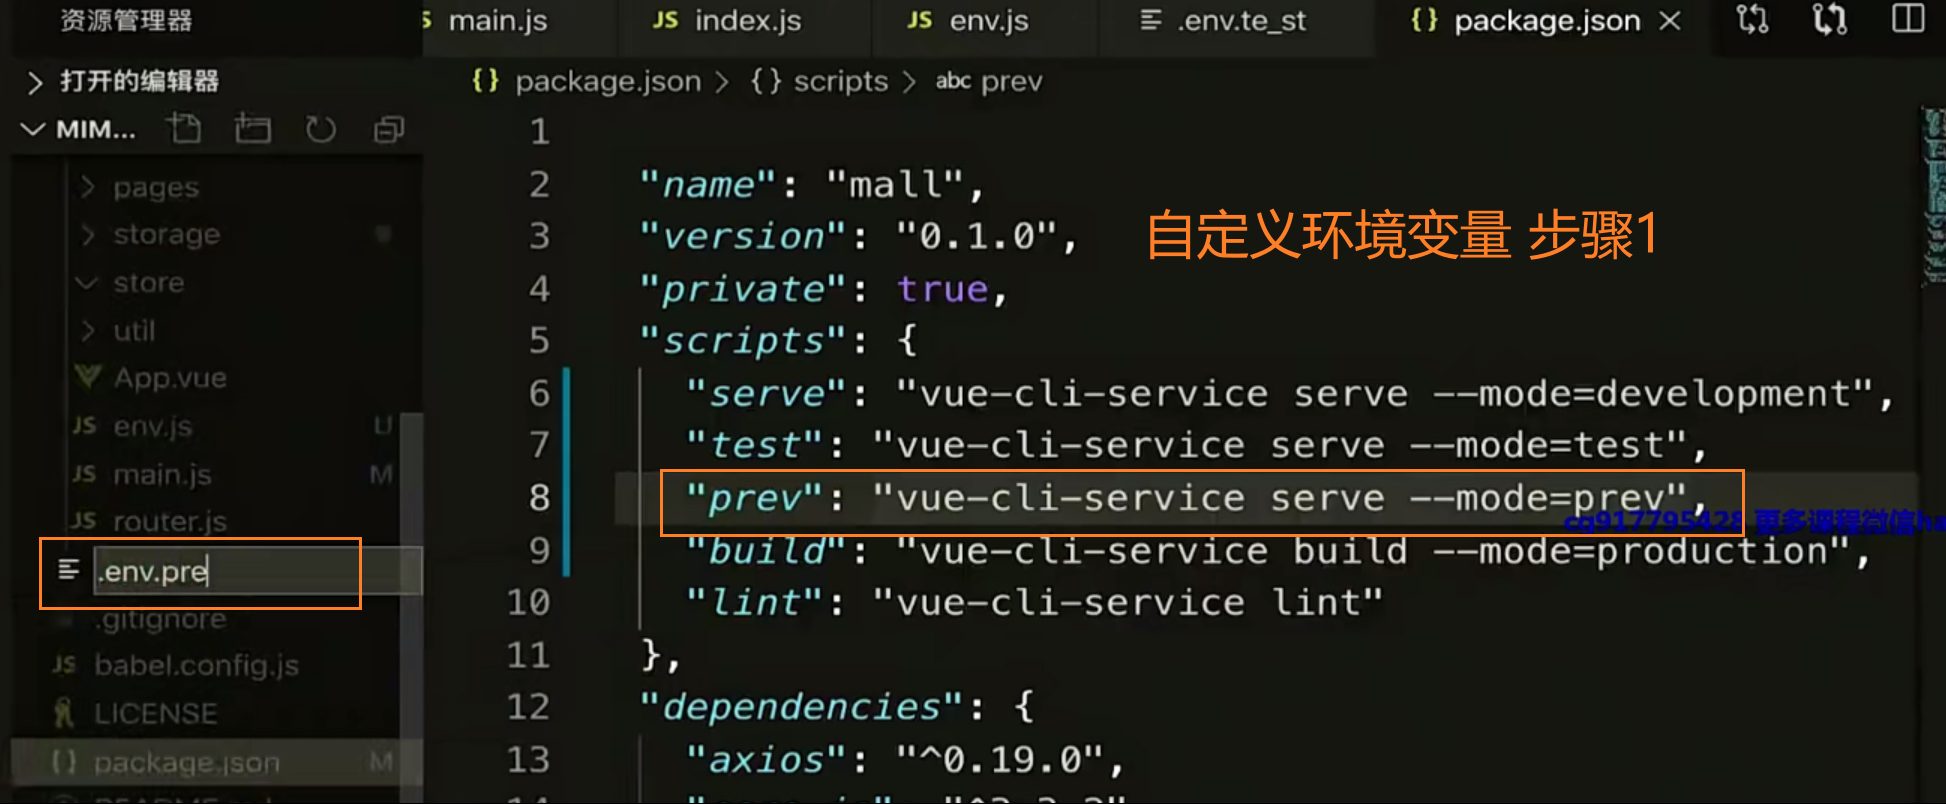 资源管理器
main.js
JS index.js
JS env.js
.env.te_st
{} package.json ×
打开的编辑器
{} package.json > {} scripts > abc prev
MIM...
pages
storage
store
util
App.vue
JS env.js U
JS main.js M
JS router.js
.env.pre
.gitignore
JS babel.config.js
LICENSE
{} package.json M
1
2 "name": "mall",
3 "version": "0.1.0",
自定义环境变量 步骤1
4 "private": true,
5 "scripts": {
6 "serve": "vue-cli-service serve --mode=development",
7 "test": "vue-cli-service serve --mode=test",
8 "prev": "vue-cli-service serve --mode=prev",
cq917795428 更多课程微信ha
9 "build": "vue-cli-service build --mode=production",
10 "lint": "vue-cli-service lint"
11 },
12 "dependencies": {
13 "axios": "^0.19.0",